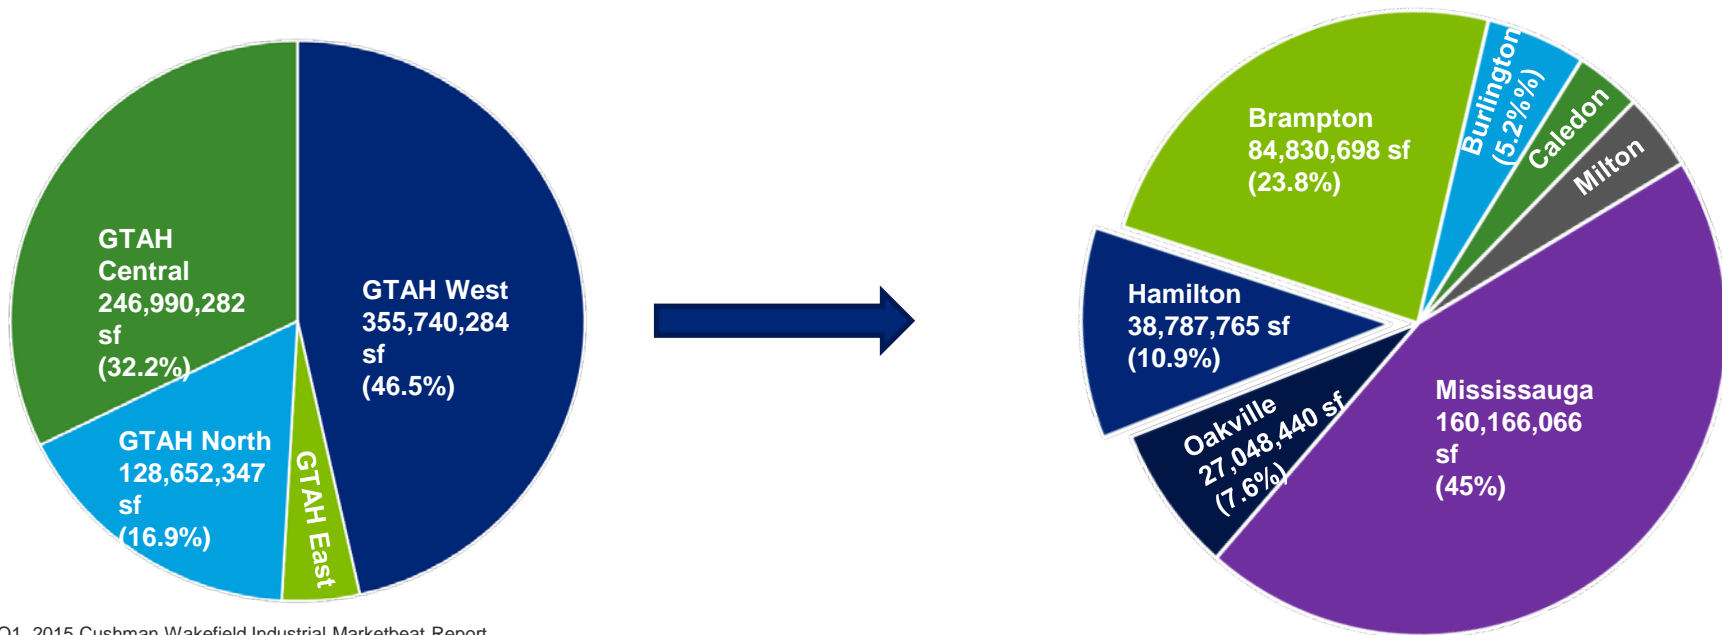 GTAH
Central
246,990,282
sf
(32.2%)
GTAH West
355,740,284
sf
(46.5%)
GTAH North
128,652,347
sf
(16.9%)
GTAH East
Brampton
84,830,698 sf
(23.8%)
Burlington
(5.2%%)
Caledon
Milton
Hamilton
38,787,765 sf
(10.9%)
Oakville
27,048,440 sf
(7.6%)
Mississauga
160,166,066
sf
(45%)
Q1, 2015 Cushman Wakefield Industrial Marketbeat Report